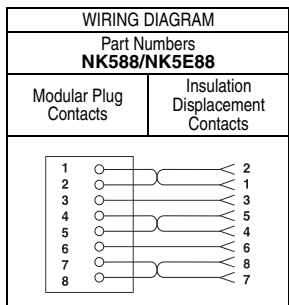 WIRING DIAGRAM
Part Numbers
NK588/NK5E88
Modular Plug
Contacts
Insulation
Displacement
Contacts
1 2
2 1
3 3
4 5
5 4
6 6
7 8
8 7